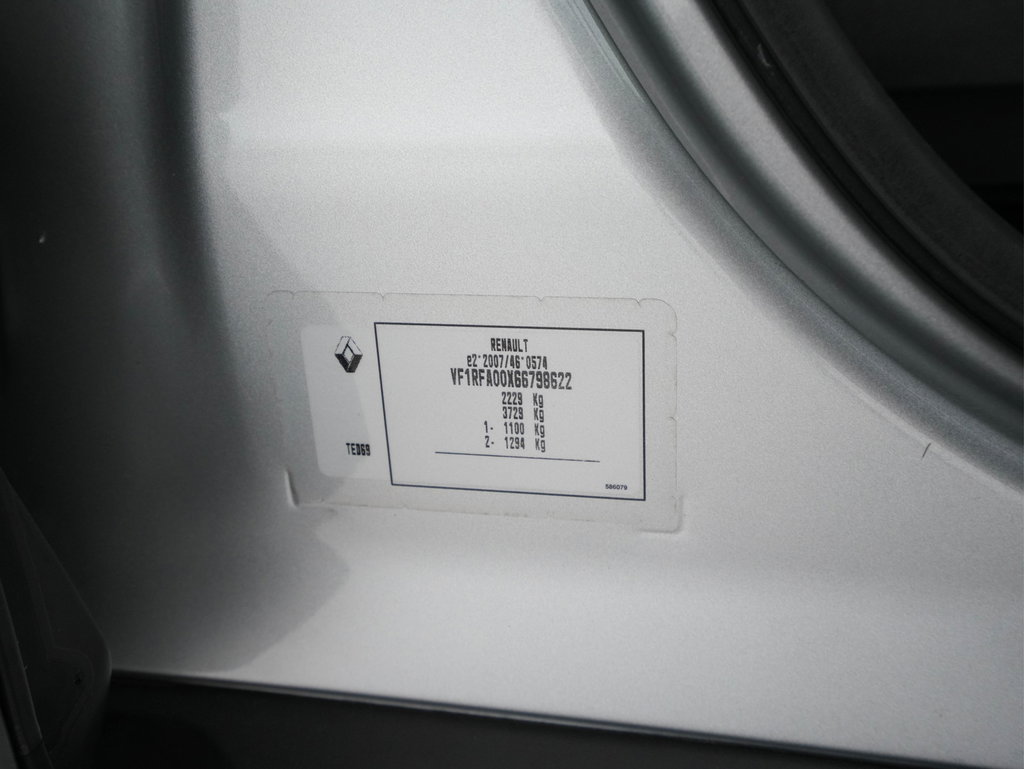 RENAULT
e2*2007/46*0574
VF1RFA00X66798622
2229 Kg
3729 Kg
1- 1100 Kg
2- 1294 Kg
TED69
586079